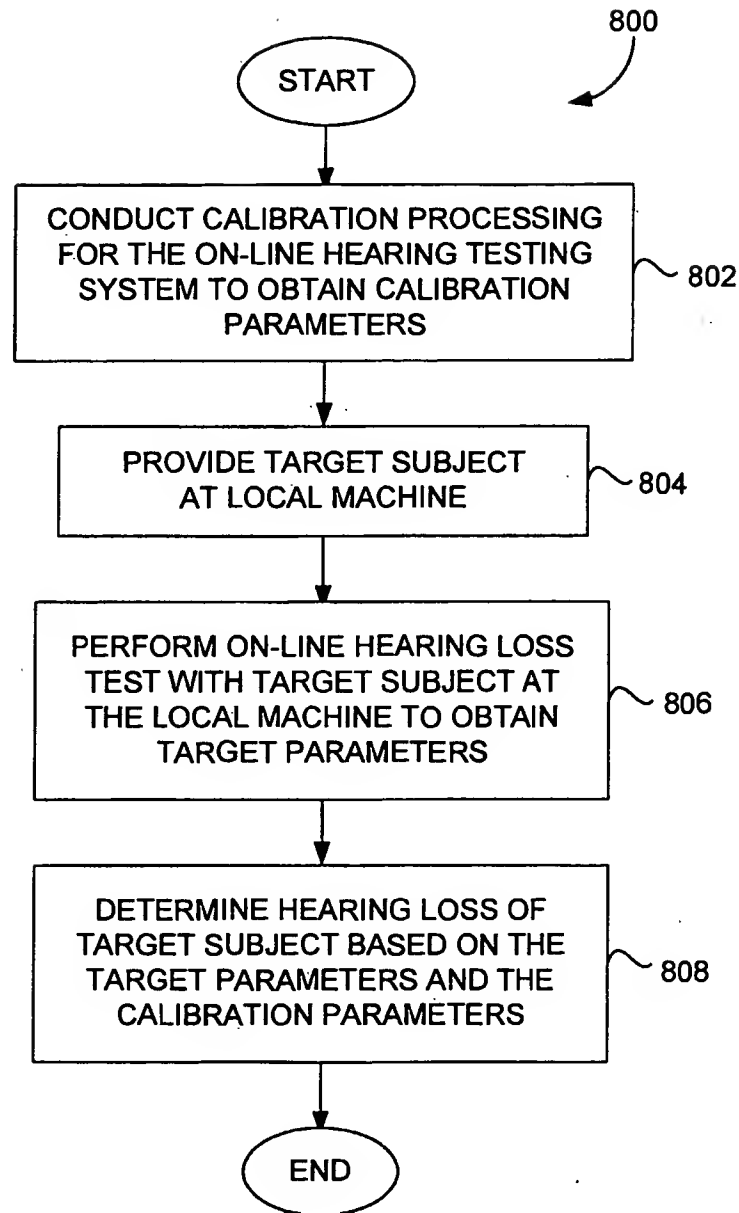 800
START
CONDUCT CALIBRATION PROCESSING
FOR THE ON-LINE HEARING TESTING
SYSTEM TO OBTAIN CALIBRATION
PARAMETERS
802
PROVIDE TARGET SUBJECT
AT LOCAL MACHINE
804
PERFORM ON-LINE HEARING LOSS
TEST WITH TARGET SUBJECT AT
THE LOCAL MACHINE TO OBTAIN
TARGET PARAMETERS
806
DETERMINE HEARING LOSS OF
TARGET SUBJECT BASED ON THE
TARGET PARAMETERS AND THE
CALIBRATION PARAMETERS
808
END